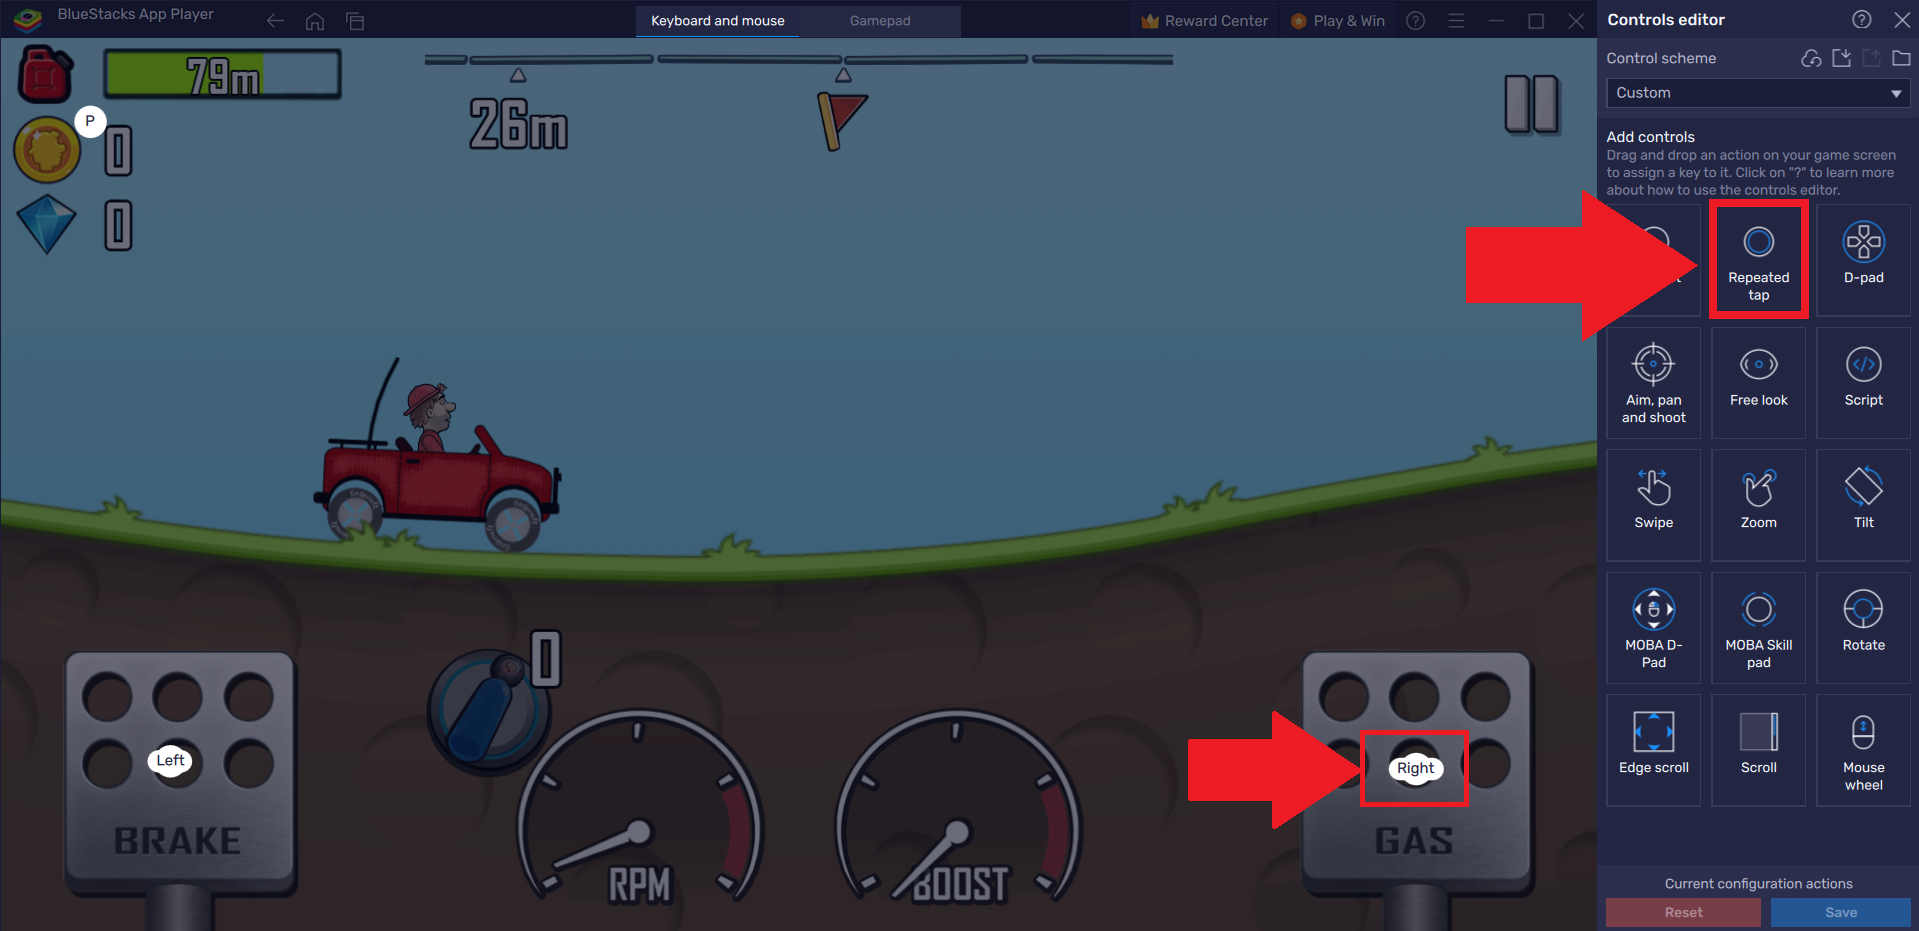 BlueStacks App Player
Keyboard and mouse
Gamepad
Reward Center
Play & Win
Controls editor
Control scheme
Custom
79m
P
0
0
26m
Add controls
Drag and drop an action on your game screen
to assign a key to it. Click on "?" to learn more
about how to use the controls editor.
Repeated
tap
D-pad
Aim, pan
and shoot
Free look
Script
Swipe
Zoom
Tilt
MOBA D-
Pad
MOBA Skill
pad
Rotate
Edge scroll
Scroll
Mouse
wheel
0
Left
BRAKE
RPM
BOOST
Right
GAS
Current configuration actions
Reset
Save